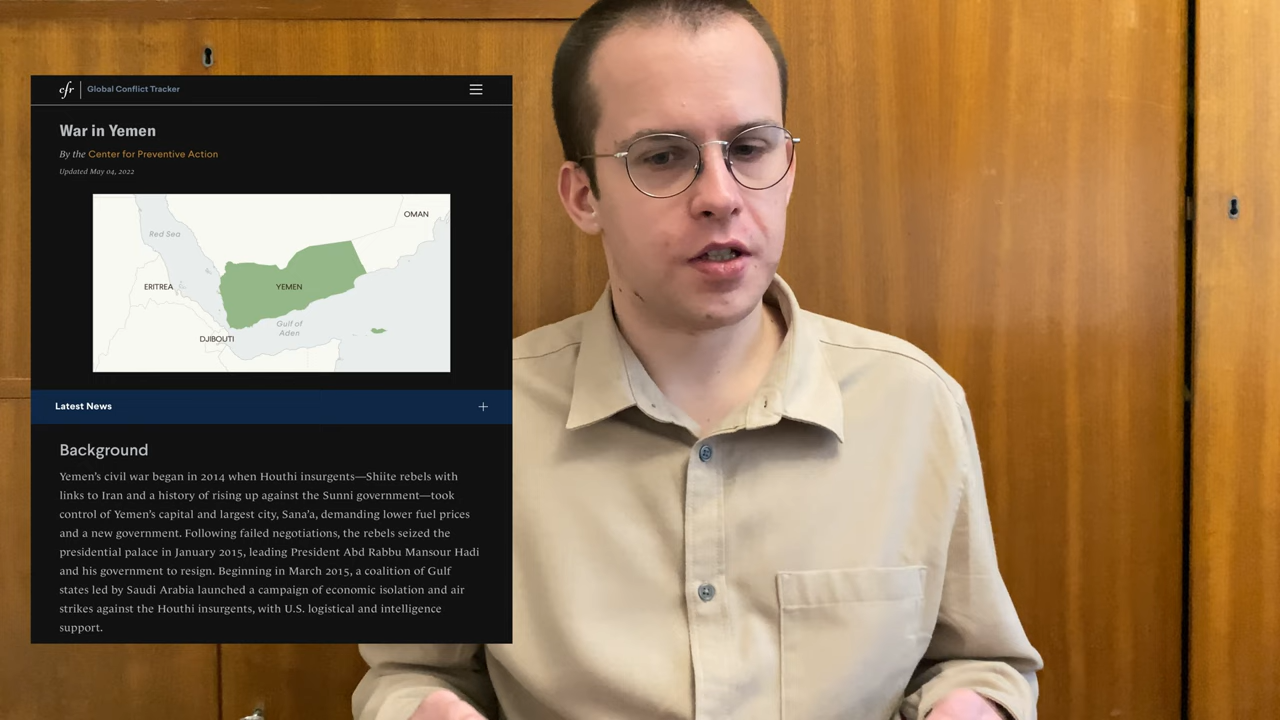 cfr | Global Conflict Tracker
War in Yemen
By the Center for Preventive Action
Updated May 04, 2022
OMAN
Red Sea
ERITREA
YEMEN
Gulf of
Aden
DJIBOUTI
Latest News
Background
Yemen's civil war began in 2014 when Houthi insurgents—Shiite rebels with
links to Iran and a history of rising up against the Sunni government—took
control of Yemen's capital and largest city, Sana'a, demanding lower fuel prices
and a new government. Following failed negotiations, the rebels seized the
presidential palace in January 2015, leading President Abd Rabbu Mansour Hadi
and his government to resign. Beginning in March 2015, a coalition of Gulf
states led by Saudi Arabia launched a campaign of economic isolation and air
strikes against the Houthi insurgents, with U.S. logistical and intelligence
support.